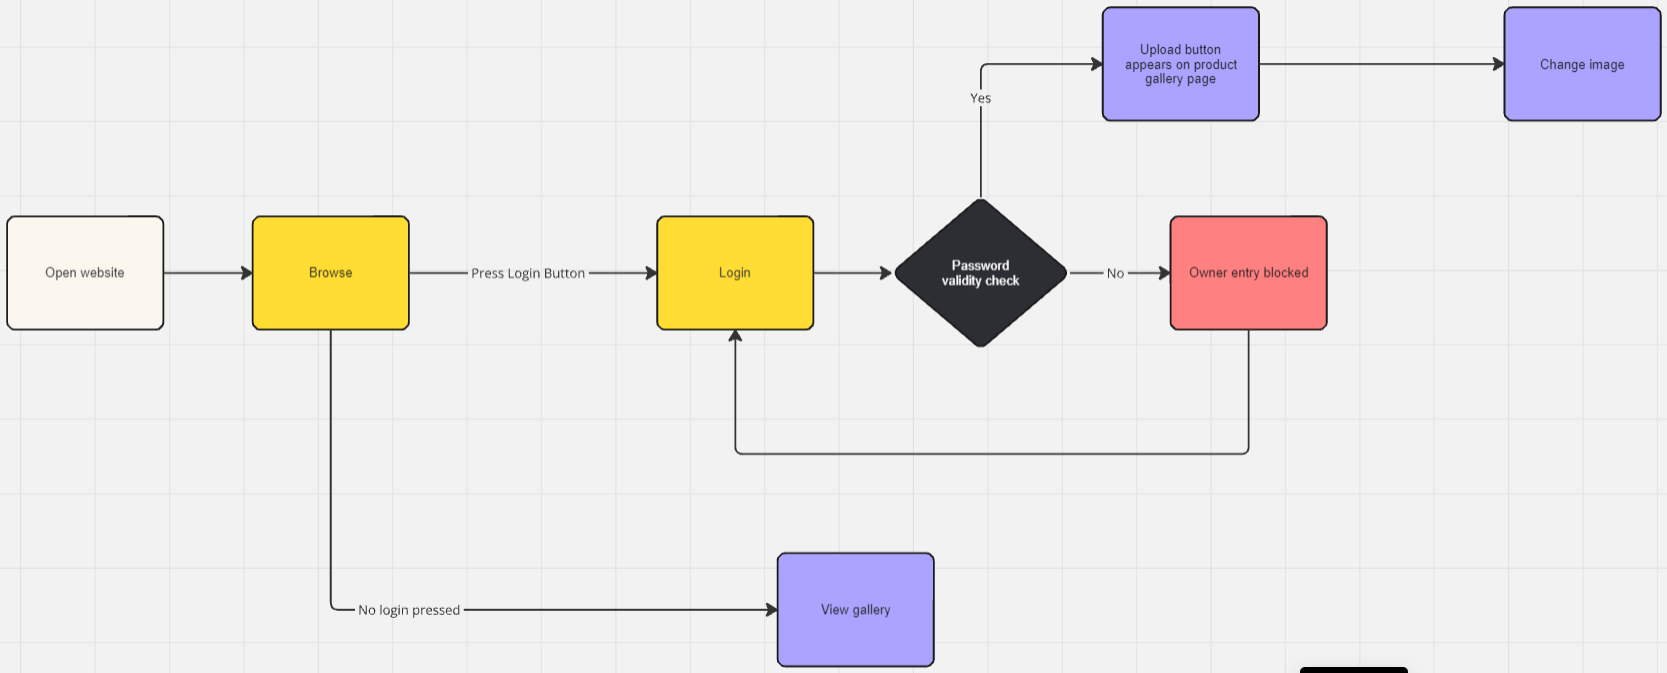 Upload button
appears on product
gallery page
Change image
Yes
Open website
Browse
Press Login Button
Login
Password
validity check
No
Owner entry blocked
No login pressed
View gallery